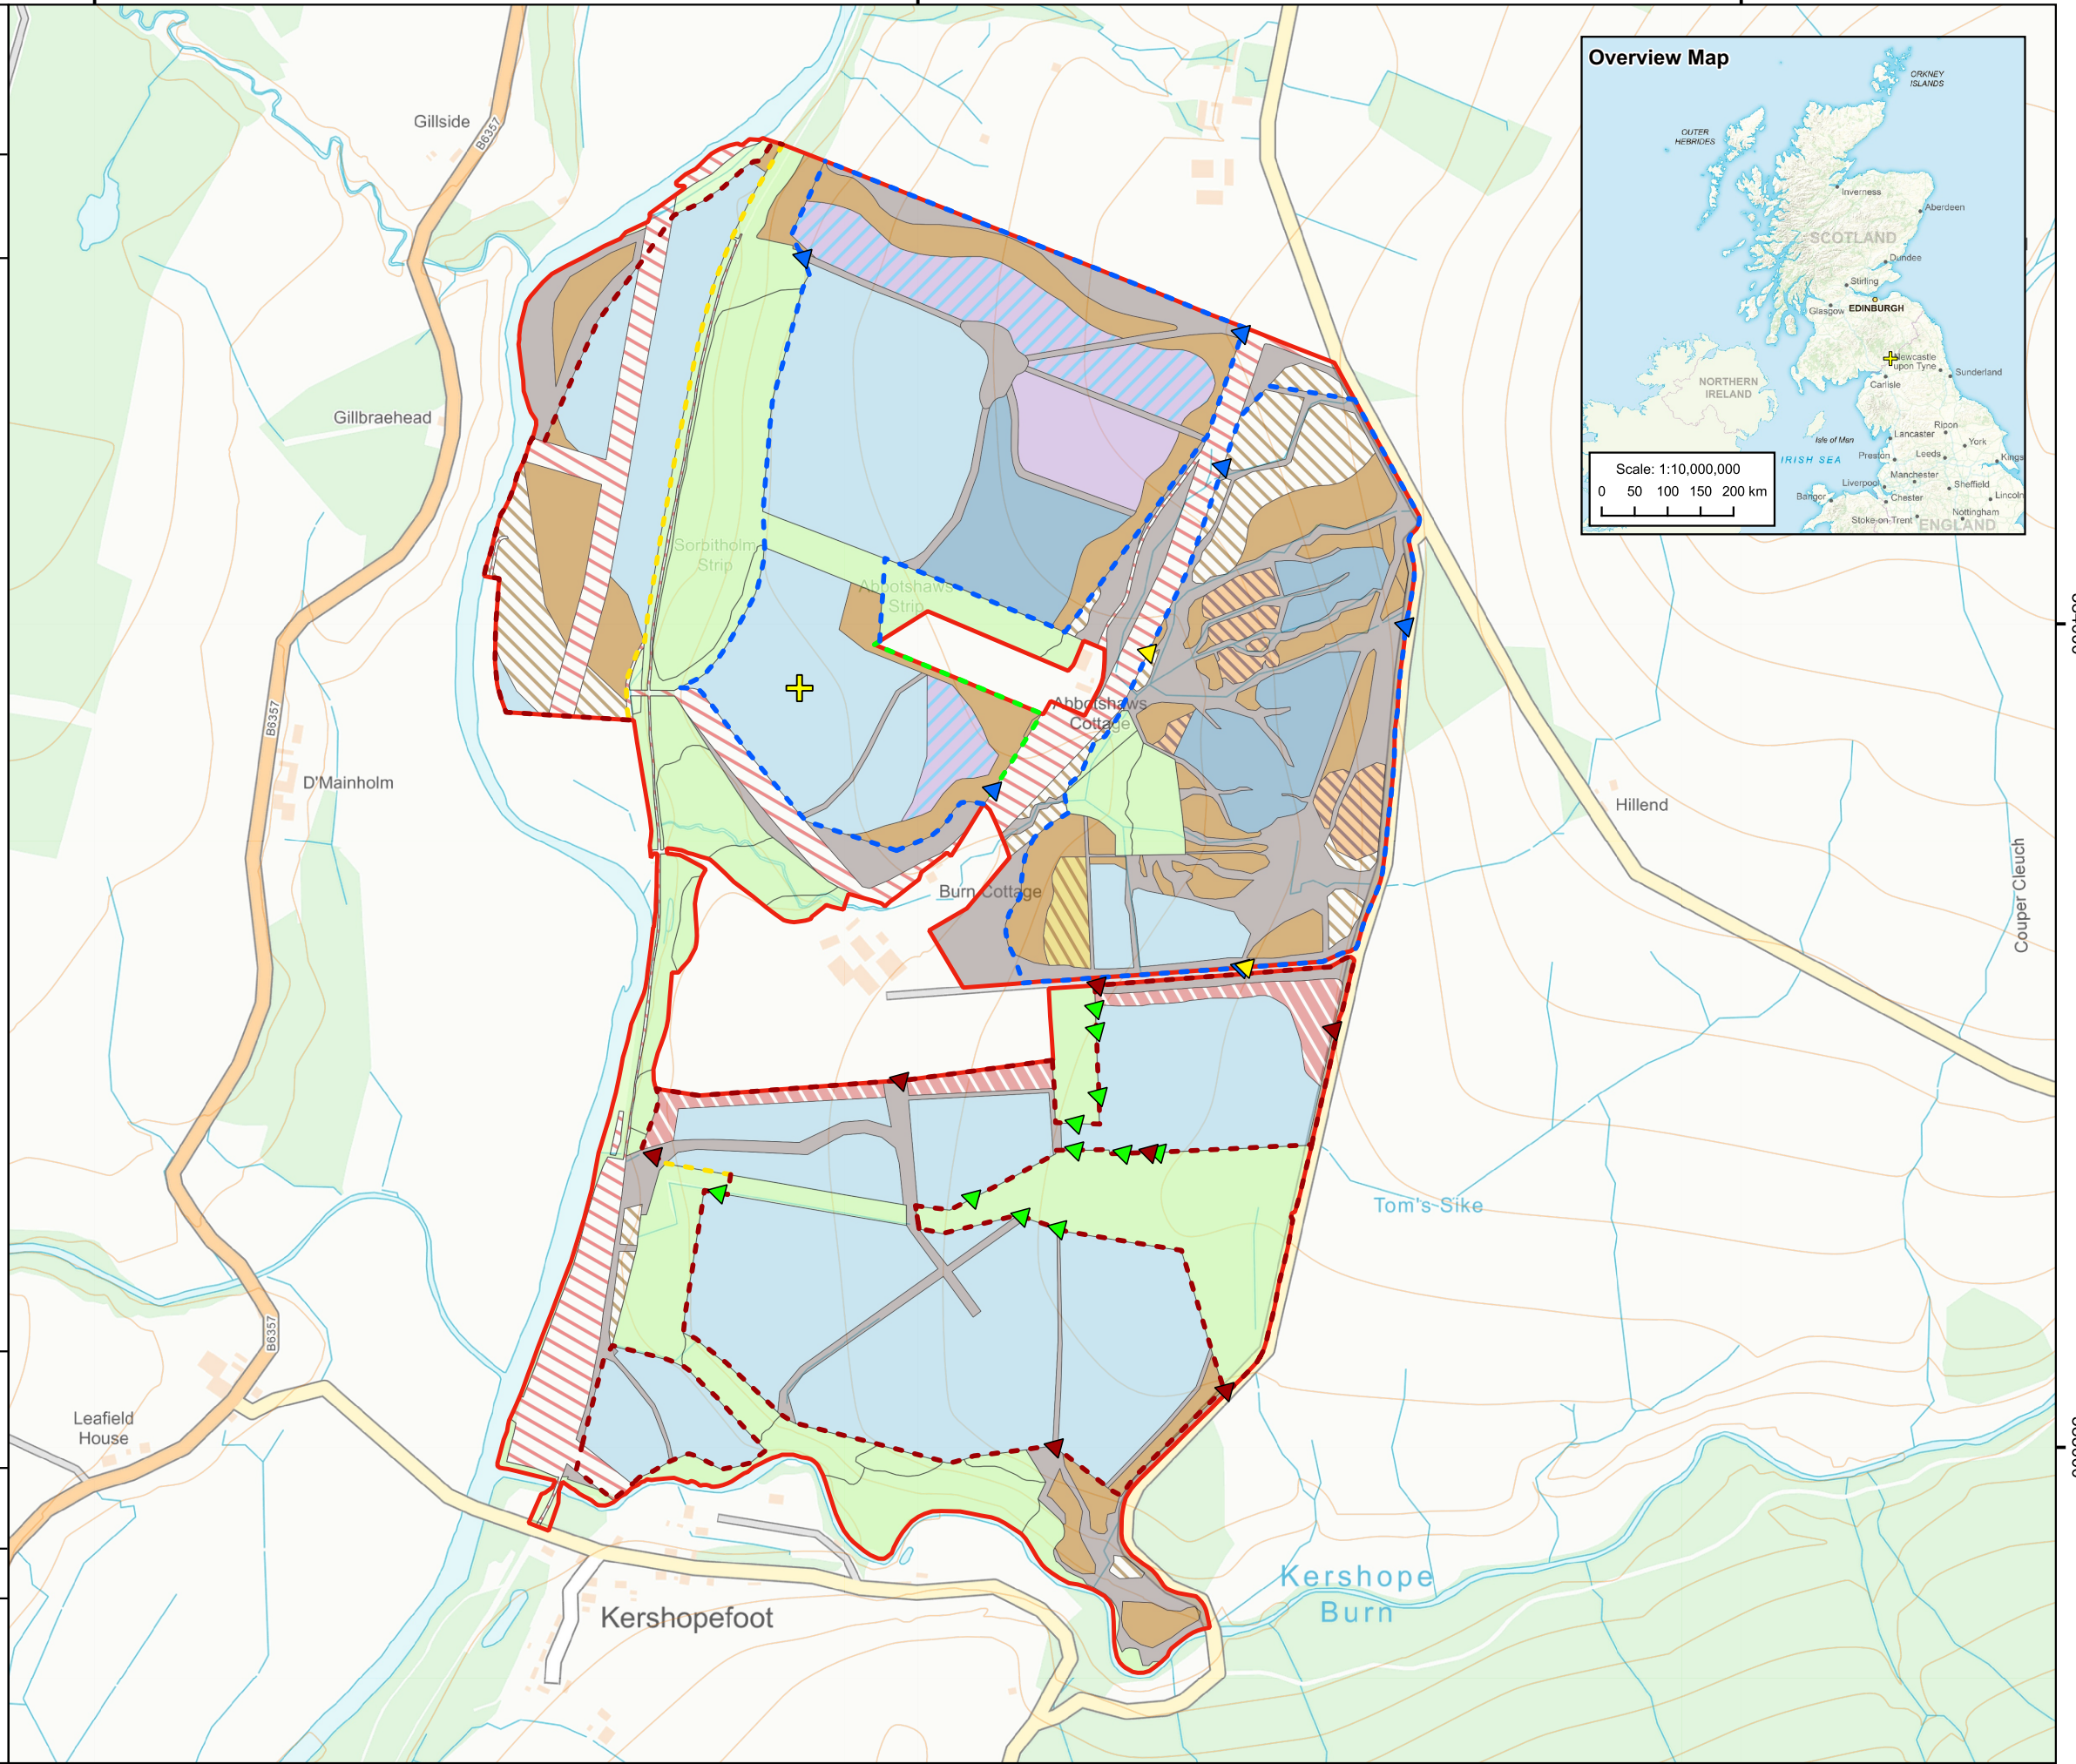 Overview Map
ORKNEY
ISLANDS
OUTER
HEBRIDES
Inverness
Aberdeen
SCOTLAND
Dundee
Stirling
EDINBURGH
Glasgow
Newcastle
upon Tyne
Sunderland
Carlisle
NORTHERN
IRELAND
Isle of Man
Ripon
Lancaster
York
IRISH SEA
Preston
Leeds
Kings
Manchester
Liverpool
Sheffield
Bangor
Chester
Lincoln
Stoke-on-Trent
Nottingham
ENGLAND
Scale: 1:10,000,000
0 50 100 150 200 km
Gillside
B6357
Gillbraehead
Sorbitholm
Strip
Abbotshaws
Strip
Abbotshaws
Cottage
B6357
D'Mainholm
Hillend
Couper Cleuch
Burn Cottage
Tom's Sike
B6357
Leafield
House
Kershopefoot
Kershope
Burn